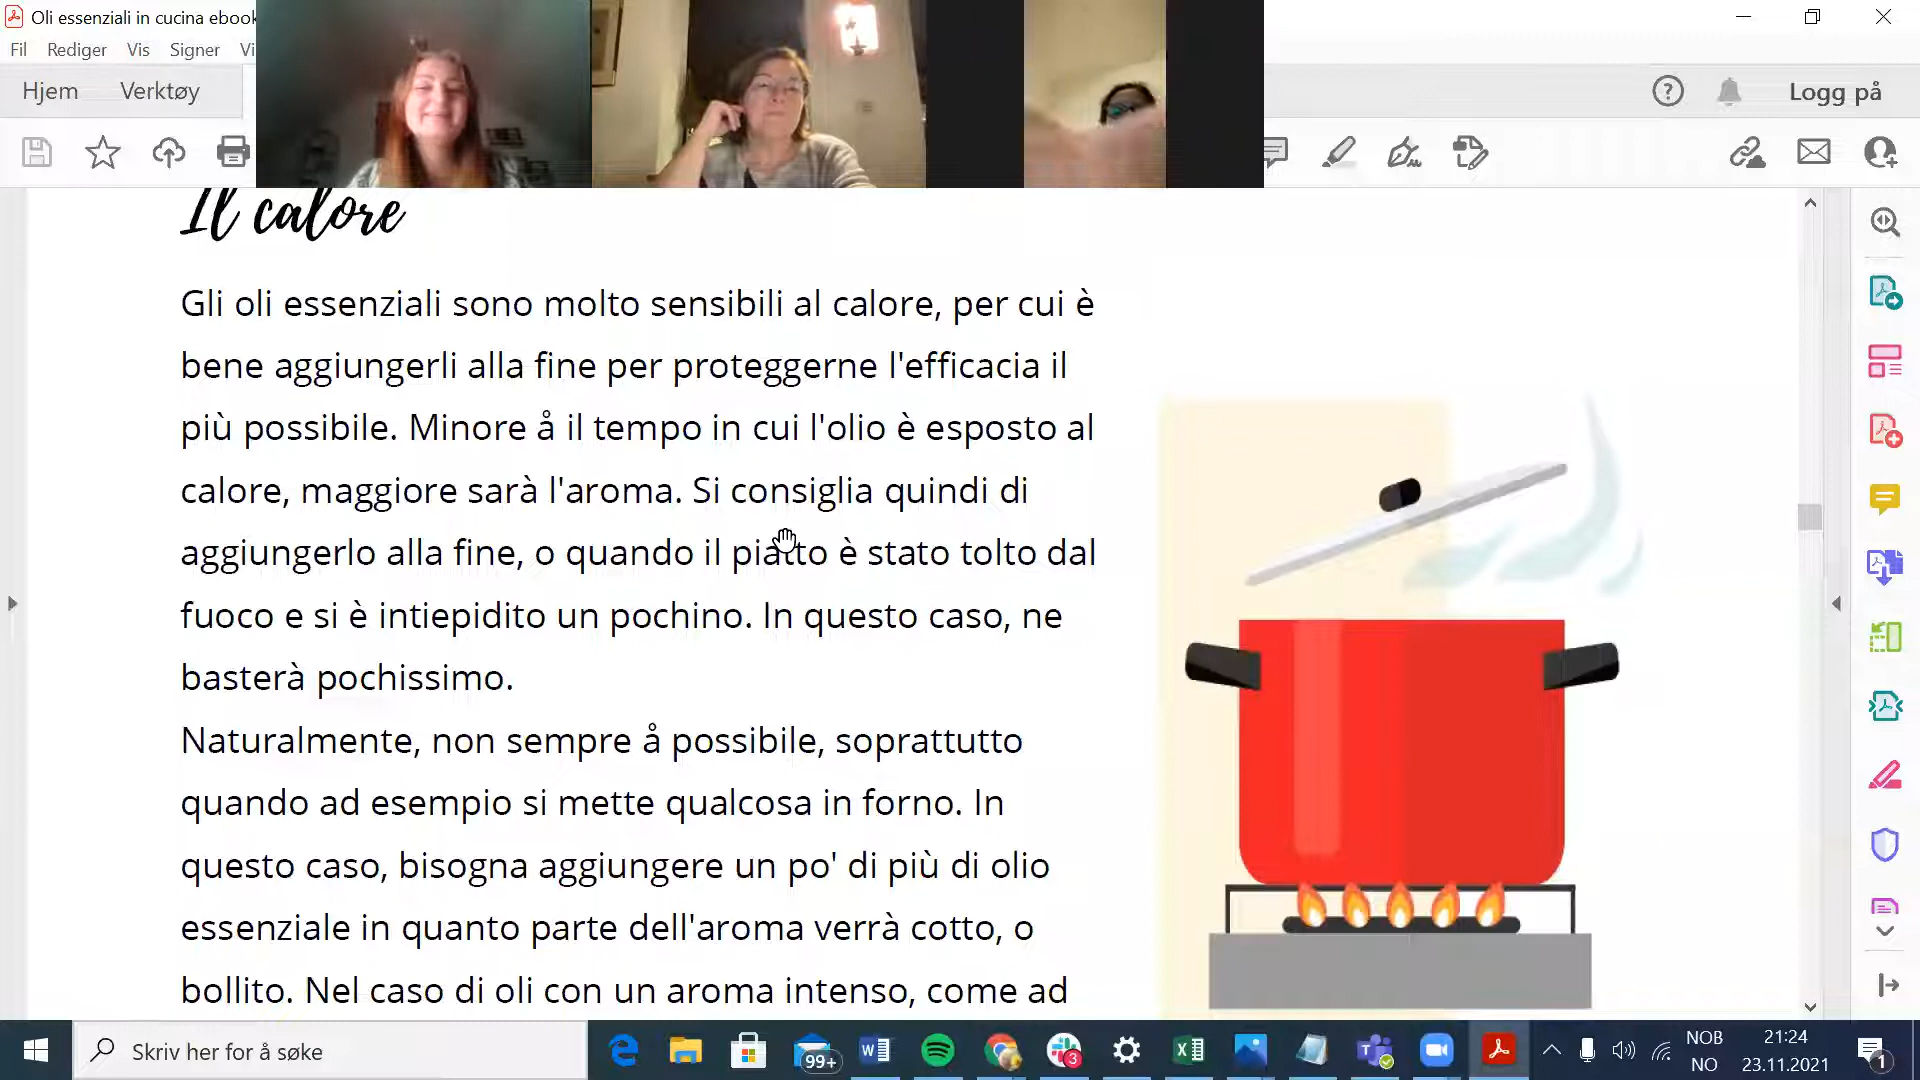 Oli essenziali in cucina ebook
Fil Rediger Vis Signer Vi
Hjem Verktøy
Logg på
Il calore
Gli oli essenziali sono molto sensibili al calore, per cui è
bene aggiungerli alla fine per proteggerne l'efficacia il
più possibile. Minore å il tempo in cui l'olio è esposto al
calore, maggiore sarà l'aroma. Si consiglia quindi di
aggiungerlo alla fine, o quando il piatto è stato tolto dal
fuoco e si è intiepidito un pochino. In questo caso, ne
basterà pochissimo.
Naturalmente, non sempre å possibile, soprattutto
quando ad esempio si mette qualcosa in forno. In
questo caso, bisogna aggiungere un po' di più di olio
essenziale in quanto parte dell'aroma verrà cotto, o
bollito. Nel caso di oli con un aroma intenso, come ad
Skriv her for å søke
99+
3
NOB
NO
21:24
23.11.2021
1